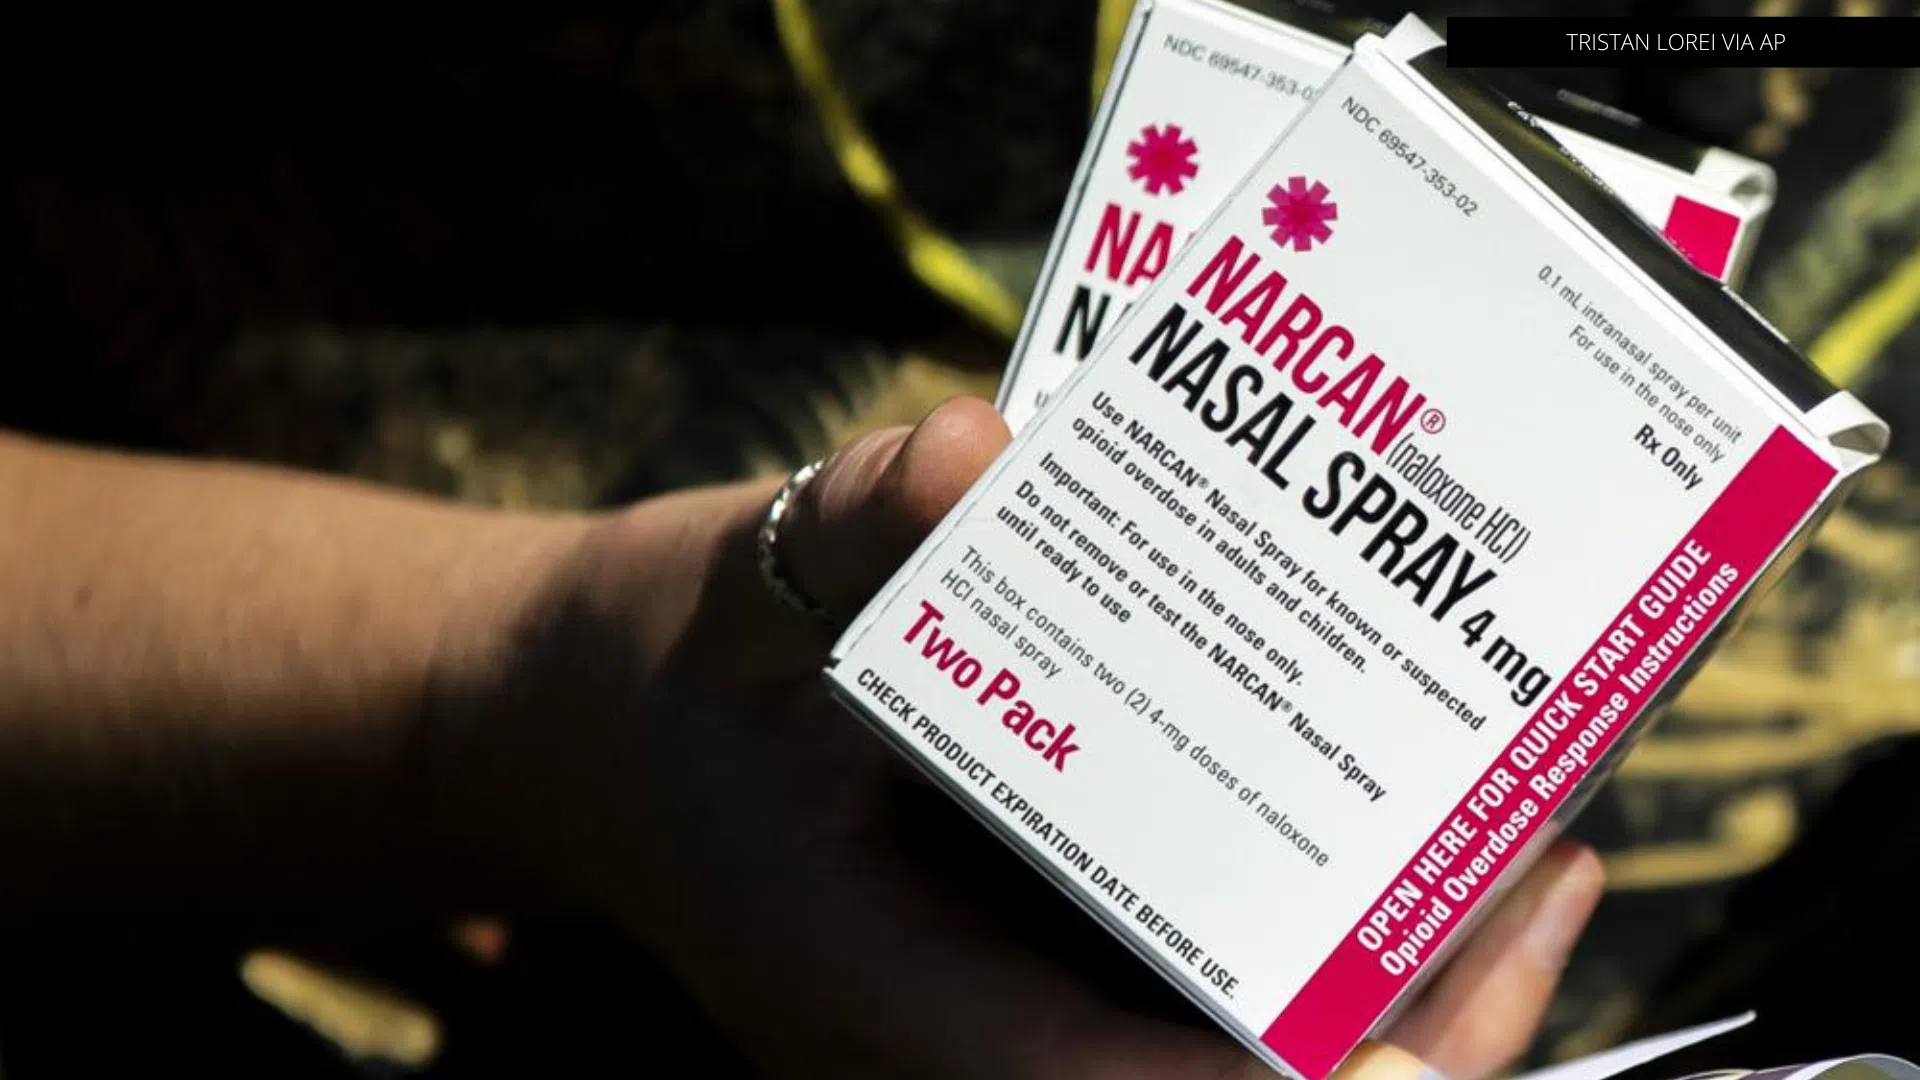 TRISTAN LOREI VIA AP
NDC 69547-353-0
NA
N
NDC 69547-353-02
NARCAN® (naloxone HCl)
NASAL SPRAY 4 mg
0.1 mL intranasal spray per unit
For use in the nose only
Rx Only
Use NARCAN® Nasal Spray for known or suspected
opioid overdose in adults and children.
Important: For use in the nose only.
Do not remove or test the NARCAN® Nasal Spray
until ready to use
This box contains two (2) 4-mg doses of naloxone
HCl nasal spray
Two Pack
CHECK PRODUCT EXPIRATION DATE BEFORE USE.
OPEN HERE FOR QUICK START GUIDE
Opioid Overdose Response Instructions